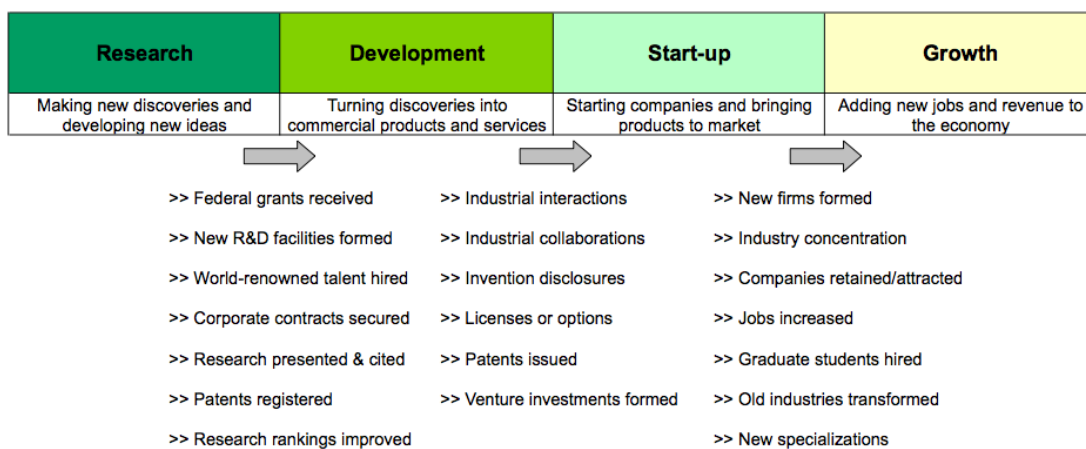 Research
Development
Start-up
Growth
Making new discoveries and
developing new ideas
Turning discoveries into
commercial products and services
Starting companies and bringing
products to market
Adding new jobs and revenue to
the economy
>> Federal grants received
>> New R&D facilities formed
>> World-renowned talent hired
>> Corporate contracts secured
>> Research presented & cited
>> Patents registered
>> Research rankings improved
>> Industrial interactions
>> Industrial collaborations
>> Invention disclosures
>> Licenses or options
>> Patents issued
>> Venture investments formed
>> New firms formed
>> Industry concentration
>> Companies retained/attracted
>> Jobs increased
>> Graduate students hired
>> Old industries transformed
>> New specializations